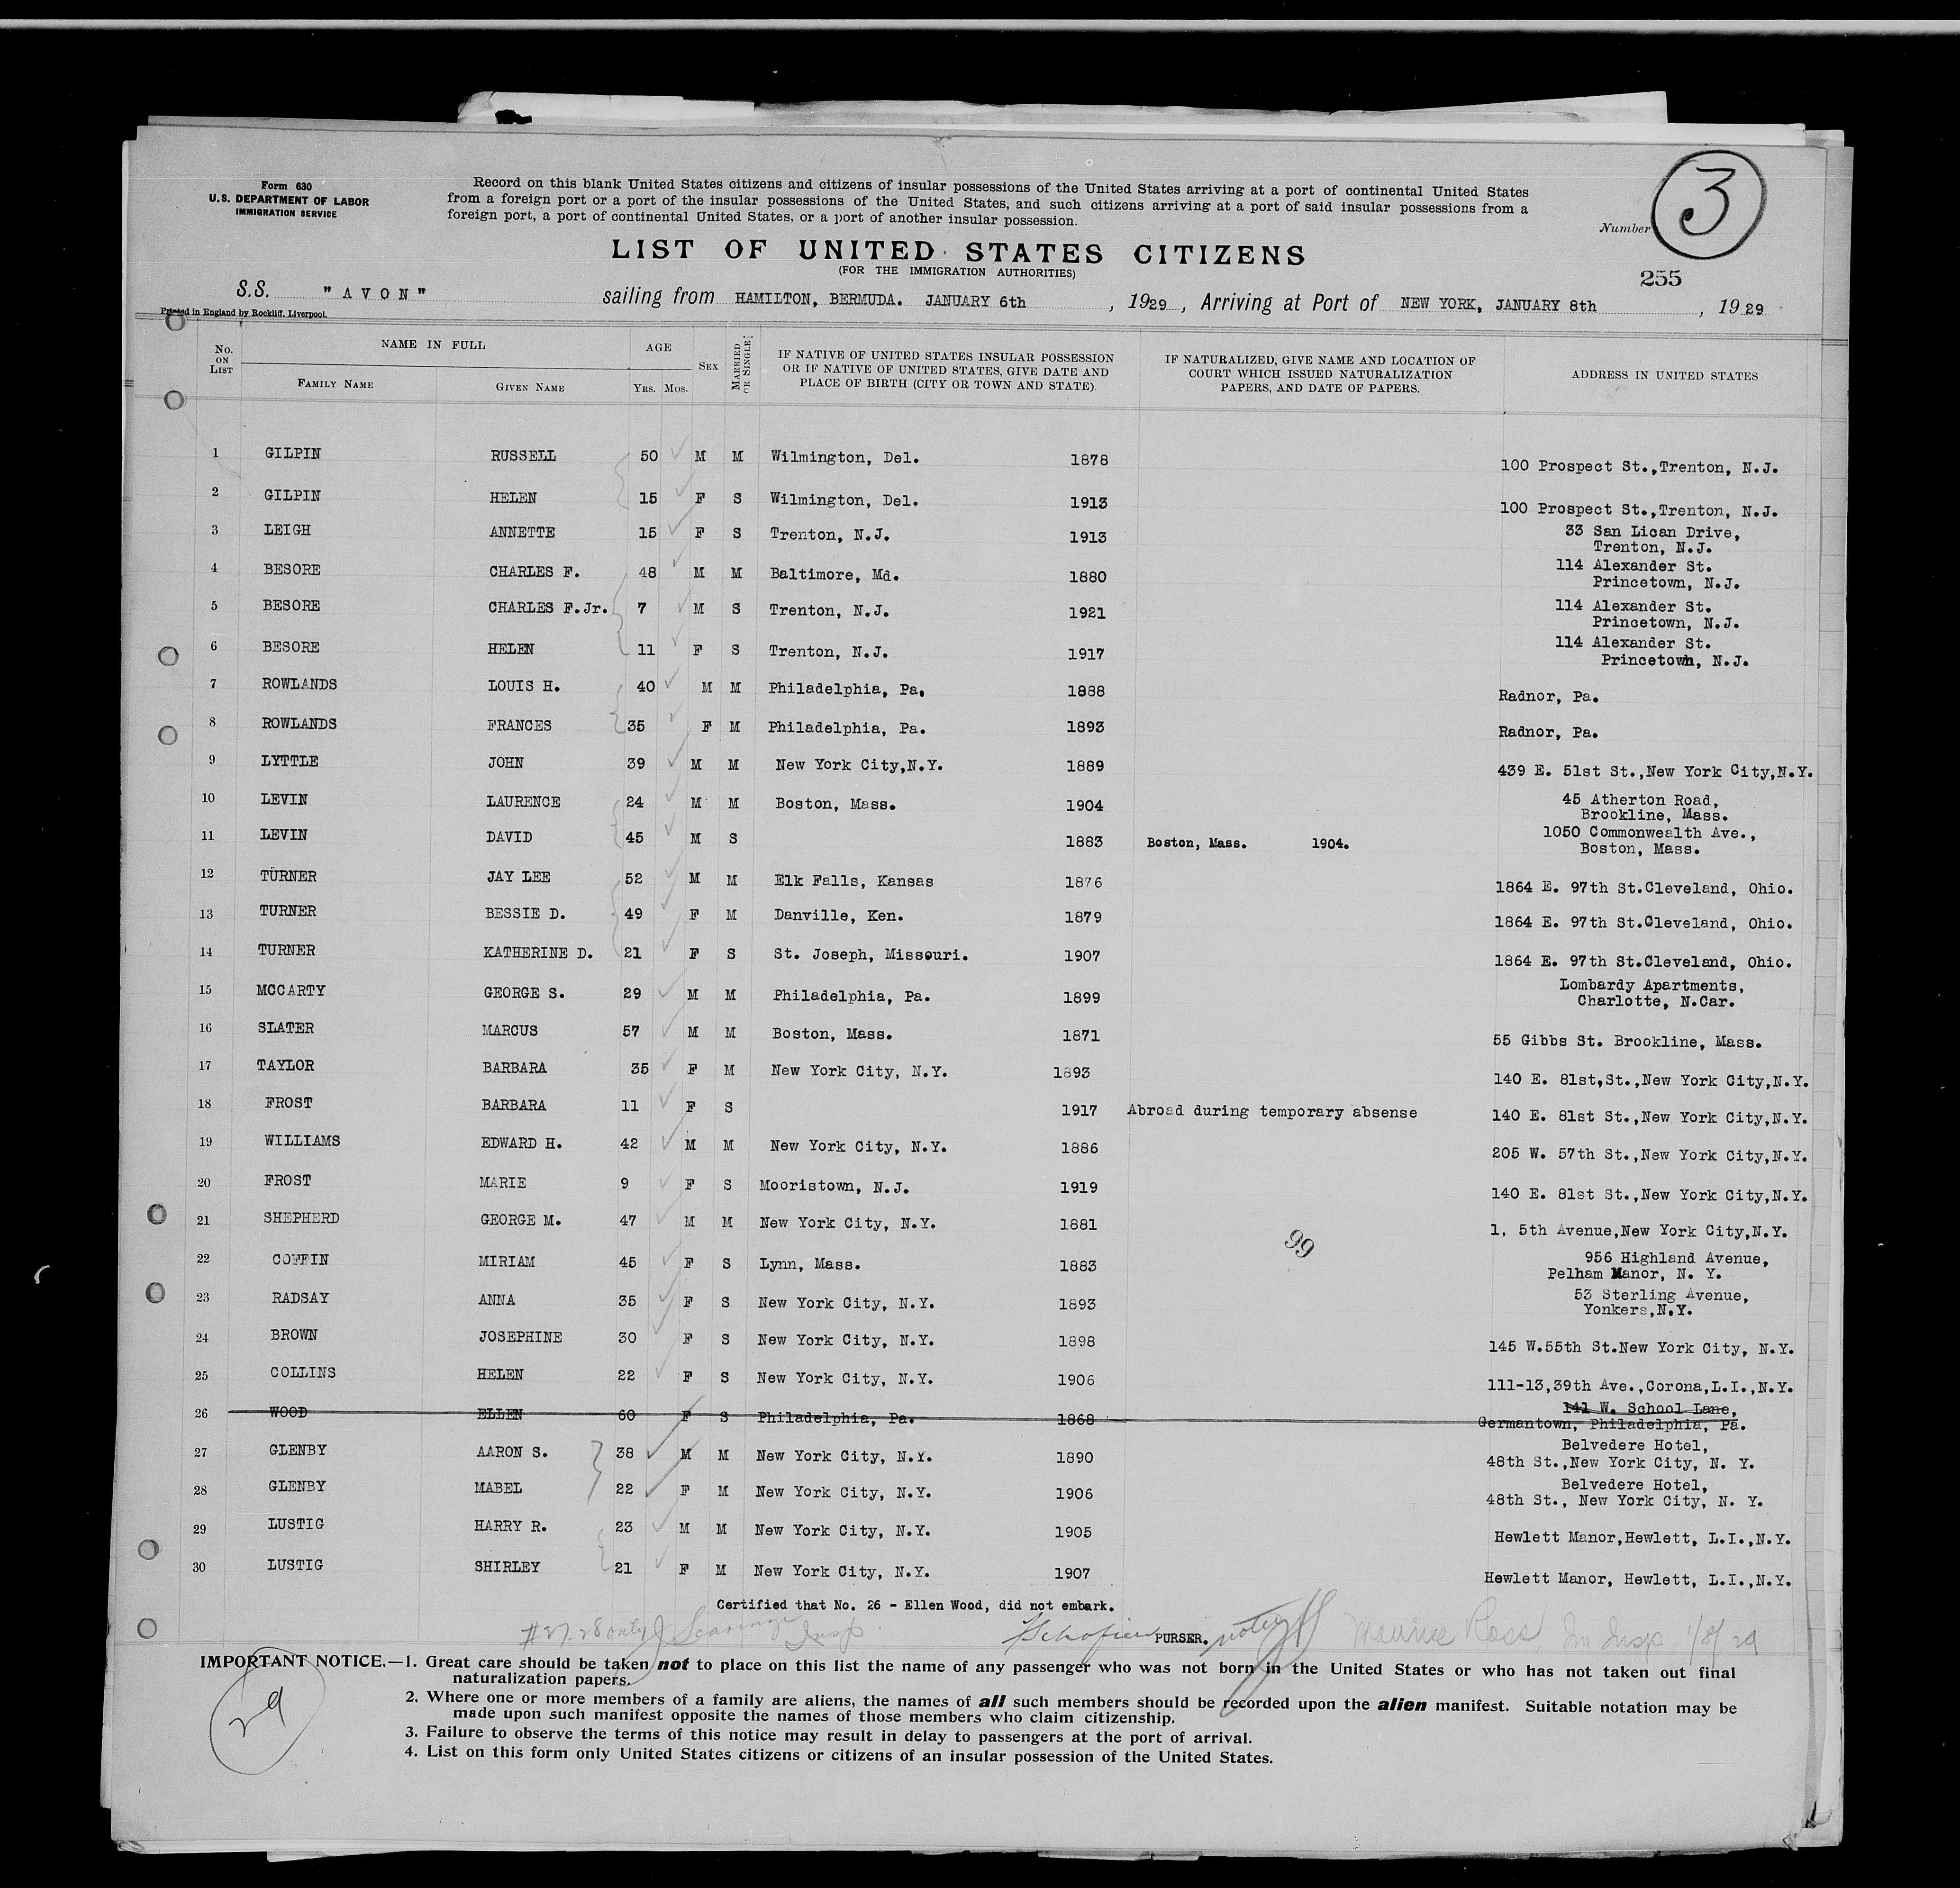 Form 630
U.S. DEPARTMENT OF LABOR
IMMIGRATION SERVICE
Record on this blank United States citizens and citizens of insular possessions of the United States arriving at a port of continental United States
from a foreign port or a port of the insular possessions of the United States, and such citizens arriving at a port of said insular possessions from a
foreign port, a port of continental United States, or a port of another insular possession.
Number 3
LIST OF UNITED STATES CITIZENS
(FOR THE IMMIGRATION AUTHORITIES)
255
S.S. "AVON" sailing from HAMILTON, BERMUDA. JANUARY 6th, 1929, Arriving at Port of NEW YORK, JANUARY 8th, 1929
Printed in England by Rockliff, Liverpool.
No. ON LIST NAME IN FULL FAMILY NAME GIVEN NAME AGE YRS. MOS. SEX MARRIED OR SINGLE IF NATIVE OF UNITED STATES INSULAR POSSESSION OR IF NATIVE OF UNITED STATES, GIVE DATE AND PLACE OF BIRTH (CITY OR TOWN AND STATE). IF NATURALIZED, GIVE NAME AND LOCATION OF COURT WHICH ISSUED NATURALIZATION PAPERS, AND DATE OF PAPERS. ADDRESS IN UNITED STATES
1 GILPIN RUSSELL 50 M M Wilmington, Del. 1878 100 Prospect St.,Trenton, N.J.
2 GILPIN HELEN 15 F S Wilmington, Del. 1913 100 Prospect St.,Trenton, N.J.
3 LEIGH ANNETTE 15 F S Trenton, N.J. 1913 33 San Lican Drive, Trenton, N.J.
4 BESORE CHARLES F. 48 M M Baltimore, Md. 1880 114 Alexander St. Princetown, N.J.
5 BESORE CHARLES F.Jr. 7 M S Trenton, N.J. 1921 114 Alexander St. Princetown, N.J.
6 BESORE HELEN 11 F S Trenton, N.J. 1917 114 Alexander St. Princetown, N.J.
7 ROWLANDS LOUIS H. 40 M M Philadelphia, Pa. 1888 Radnor, Pa.
8 ROWLANDS FRANCES 35 F M Philadelphia, Pa. 1893 Radnor, Pa.
9 LYTTLE JOHN 39 M M New York City,N.Y. 1889 439 E. 51st St.,New York City,N.Y.
10 LEVIN LAURENCE 24 M M Boston, Mass. 1904 45 Atherton Road, Brookline, Mass.
11 LEVIN DAVID 45 M S 1883 Boston, Mass. 1904. 1050 Commonwealth Ave., Boston, Mass.
12 TURNER JAY LEE 52 M M Elk Falls, Kansas 1876 1864 E. 97th St.Cleveland, Ohio.
13 TURNER BESSIE D. 49 F M Danville, Ken. 1879 1864 E. 97th St.Cleveland, Ohio.
14 TURNER KATHERINE D. 21 F S St. Joseph, Missouri. 1907 1864 E. 97th St.Cleveland, Ohio.
15 MCCARTY GEORGE S. 29 M M Philadelphia, Pa. 1899 Lombardy Apartments, Charlotte, N.Car.
16 SLATER MARCUS 57 M M Boston, Mass. 1871 55 Gibbs St. Brookline, Mass.
17 TAYLOR BARBARA 35 F M New York City, N.Y. 1893 140 E. 81st,St.,New York City,N.Y.
18 FROST BARBARA 11 F S 1917 Abroad during temporary absense 140 E. 81st St.,New York City,N.Y.
19 WILLIAMS EDWARD H. 42 M M New York City, N.Y. 1886 205 W. 57th St.,New York City,N.Y.
20 FROST MARIE 9 F S Mooristown, N.J. 1919 140 E. 81st St.,New York City,N.Y.
21 SHEPHERD GEORGE M. 47 M M New York City, N.Y. 1881 1, 5th Avenue,New York City,N.Y.
99
22 COFFIN MIRIAM 45 F S Lynn, Mass. 1883 956 Highland Avenue, Pelham Manor, N. Y.
23 RADSAY ANNA 35 F S New York City, N.Y. 1893 53 Sterling Avenue, Yonkers,N.Y.
24 BROWN JOSEPHINE 30 F S New York City, N.Y. 1898 145 W.55th St.New York City, N.Y.
25 COLLINS HELEN 22 F S New York City, N.Y. 1906 111-13,39th Ave.,Corona,L.I.,N.Y.
26 WOOD ELLEN 60 F S Philadelphia, Pa. 1868 141 W. School Lane, Germantown, Philadelphia, Pa.
27 GLENBY AARON S. 38 M M New York City, N.Y. 1890 Belvedere Hotel, 48th St.,New York City, N. Y.
28 GLENBY MABEL 22 F M New York City, N.Y. 1906 Belvedere Hotel, 48th St., New York City, N. Y.
29 LUSTIG HARRY R. 23 M M New York City, N.Y. 1905 Hewlett Manor,Hewlett, L.I.,N.Y.
30 LUSTIG SHIRLEY 21 F M New York City, N.Y. 1907 Hewlett Manor, Hewlett, L.I.,N.Y.
Certified that No. 26 - Ellen Wood, did not embark.
#27-28 only Insp. PURSER. Maurice Ross Im Insp 1/8/29
IMPORTANT NOTICE.—1. Great care should be taken not to place on this list the name of any passenger who was not born in the United States or who has not taken out final
naturalization papers.
2. Where one or more members of a family are aliens, the names of all such members should be recorded upon the alien manifest. Suitable notation may be
made upon such manifest opposite the names of those members who claim citizenship.
3. Failure to observe the terms of this notice may result in delay to passengers at the port of arrival.
4. List on this form only United States citizens or citizens of an insular possession of the United States.
29